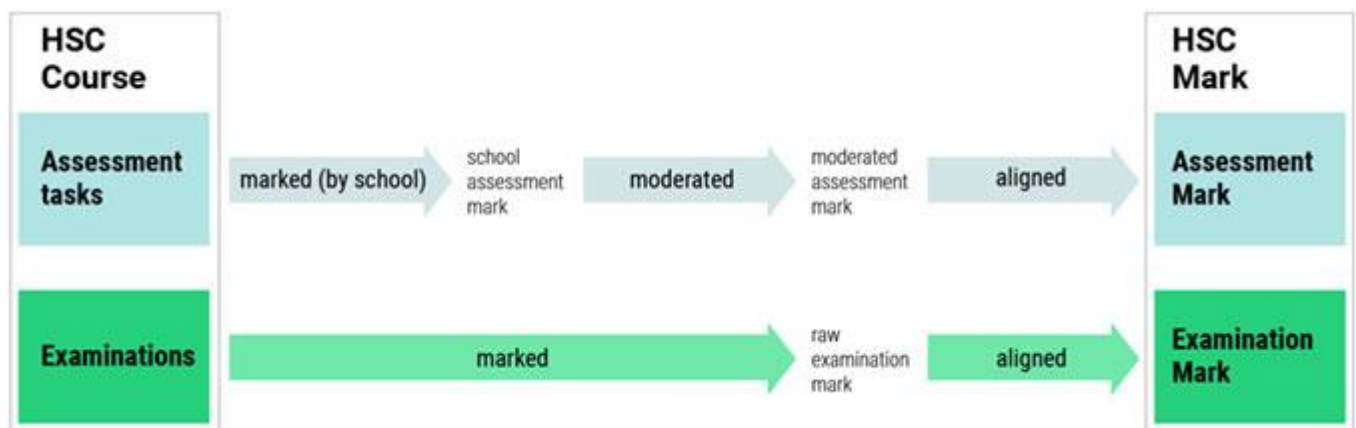 HSC
Course
HSC
Mark
Assessment
tasks
marked (by school)
school
assessment
mark
moderated
moderated
assessment
mark
aligned
Assessment
Mark
Examinations
marked
raw
examination
mark
aligned
Examination
Mark